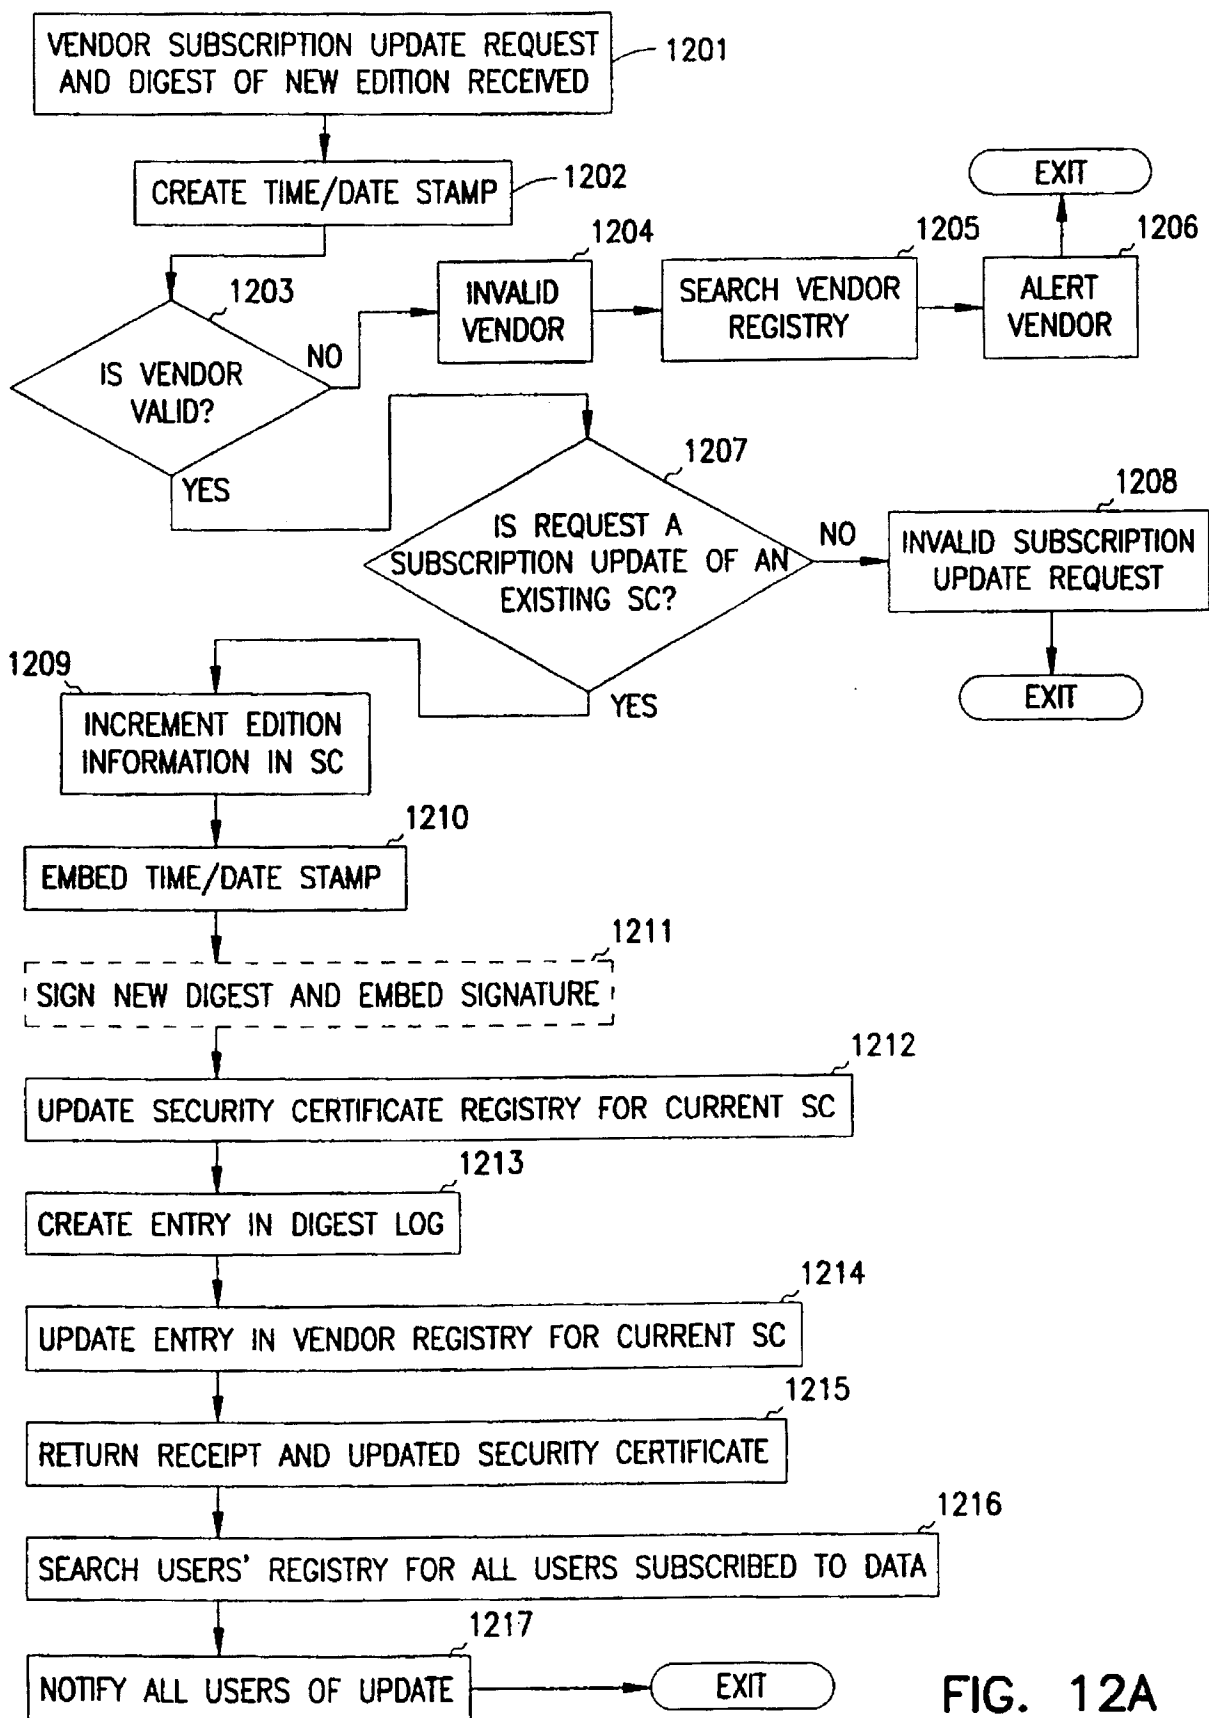 VENDOR SUBSCRIPTION UPDATE REQUEST
AND DIGEST OF NEW EDITION RECEIVED
1201
CREATE TIME/DATE STAMP
1202
1203
IS VENDOR
VALID?
NO
YES
1204
INVALID
VENDOR
1205
SEARCH VENDOR
REGISTRY
1206
ALERT
VENDOR
EXIT
1207
IS REQUEST A
SUBSCRIPTION UPDATE OF AN
EXISTING SC?
NO
YES
1208
INVALID SUBSCRIPTION
UPDATE REQUEST
EXIT
1209
INCREMENT EDITION
INFORMATION IN SC
1210
EMBED TIME/DATE STAMP
1211
SIGN NEW DIGEST AND EMBED SIGNATURE
1212
UPDATE SECURITY CERTIFICATE REGISTRY FOR CURRENT SC
1213
CREATE ENTRY IN DIGEST LOG
1214
UPDATE ENTRY IN VENDOR REGISTRY FOR CURRENT SC
1215
RETURN RECEIPT AND UPDATED SECURITY CERTIFICATE
1216
SEARCH USERS' REGISTRY FOR ALL USERS SUBSCRIBED TO DATA
1217
NOTIFY ALL USERS OF UPDATE
EXIT
FIG. 12A